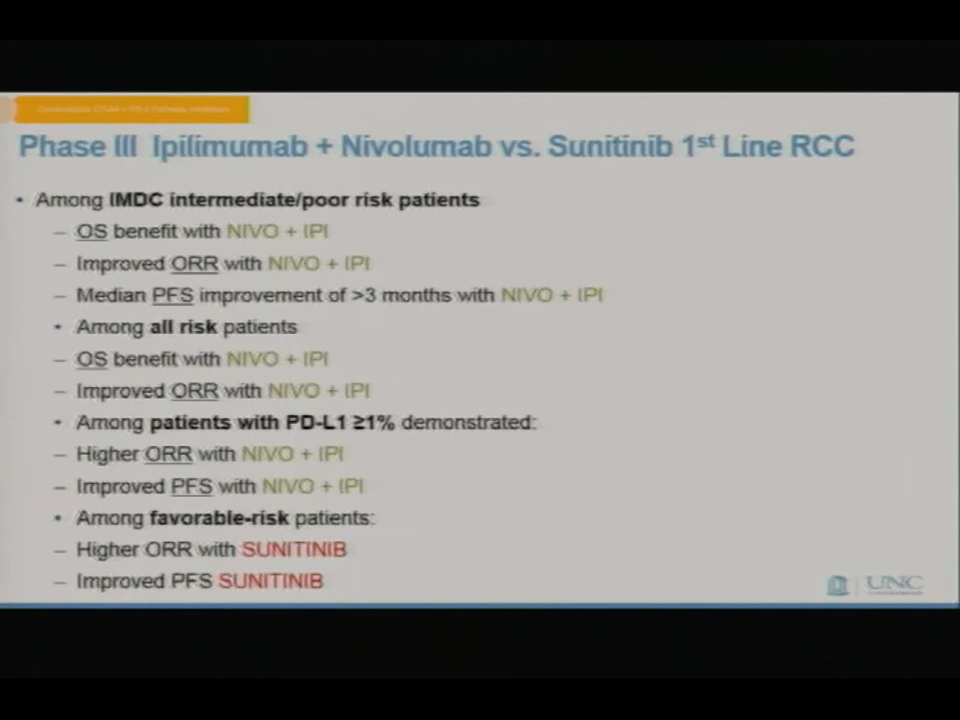 Phase III Ipilimumab + Nivolumab vs. Sunitinib 1st Line RCC
• Among IMDC intermediate/poor risk patients
– OS benefit with NIVO + IPI
– Improved ORR with NIVO + IPI
– Median PFS improvement of >3 months with NIVO + IPI
• Among all risk patients
– OS benefit with NIVO + IPI
– Improved ORR with NIVO + IPI
• Among patients with PD-L1 ≥1% demonstrated:
– Higher ORR with NIVO + IPI
– Improved PFS with NIVO + IPI
• Among favorable-risk patients:
– Higher ORR with SUNITINIB
– Improved PFS SUNITINIB
UNC